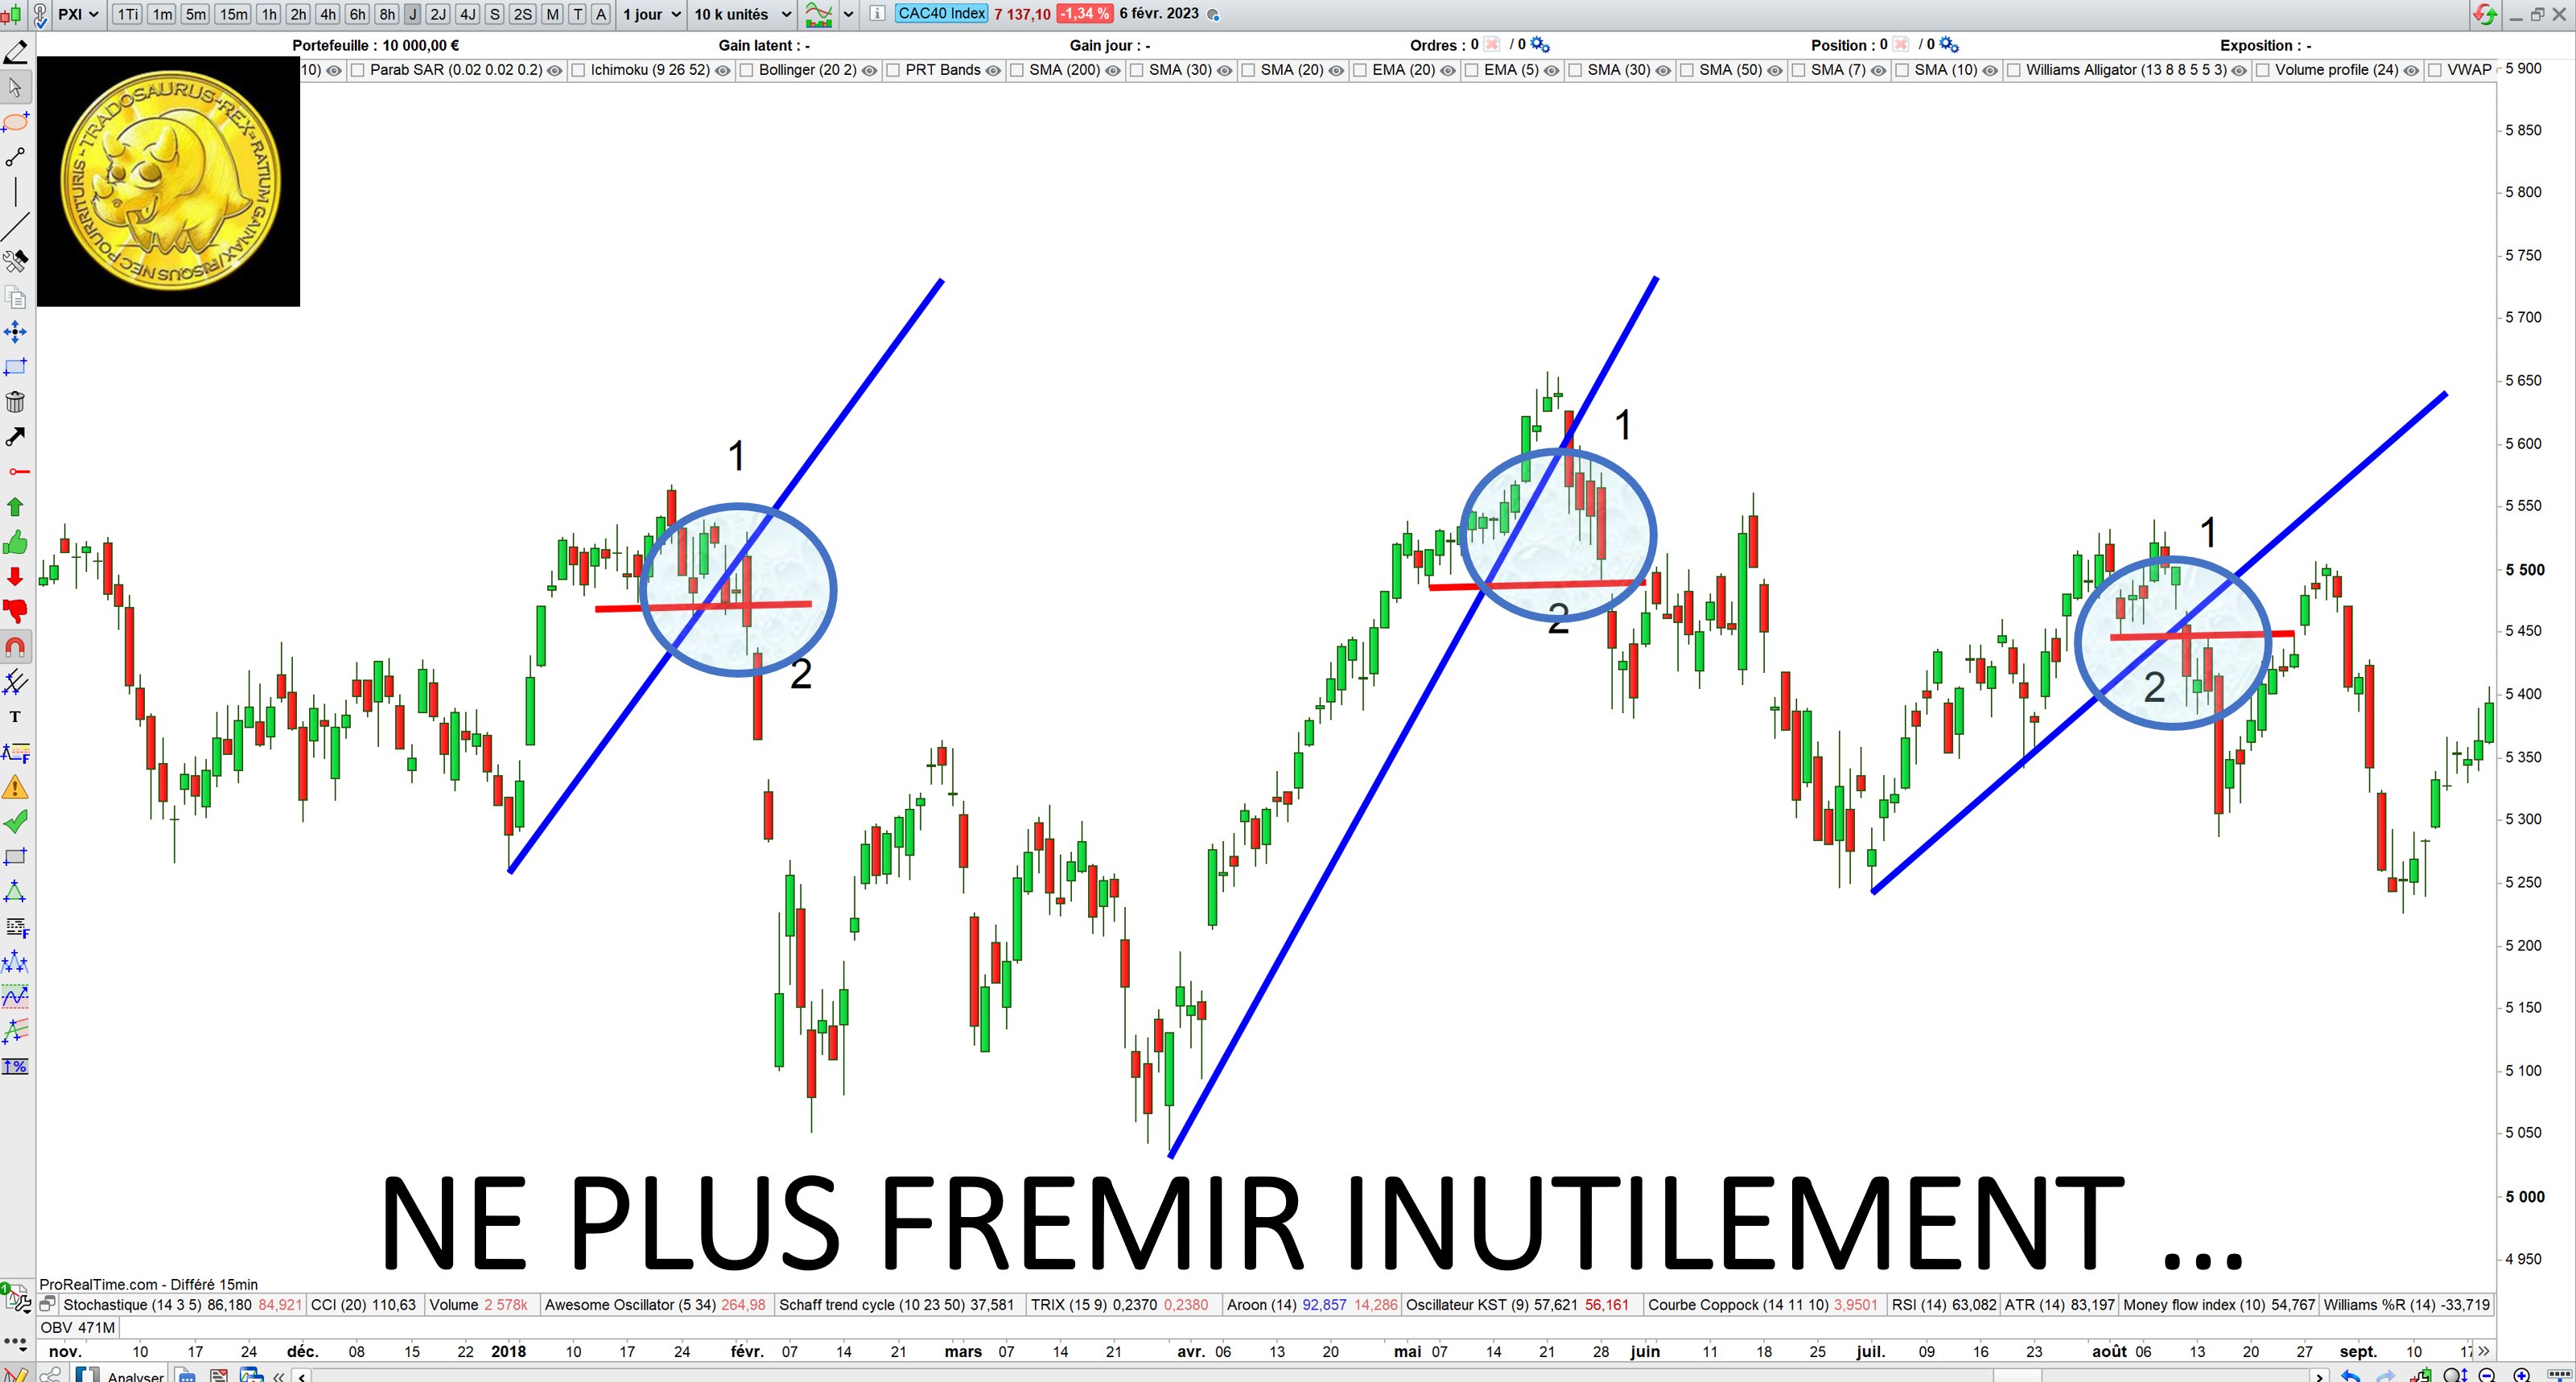 PXI 1Ti 1m 5m 15m 1h 2h 4h 6h 8h J 2J 4J S 2S M T A 1 jour 10 k unités CAC40 Index 7 137,10 -1,34 % 6 févr. 2023
Portefeuille : 10 000,00 € Gain latent : - Gain jour : - Ordres : 0 / 0 Position : 0 / 0 Exposition : -
10) Parab SAR (0.02 0.02 0.2) Ichimoku (9 26 52) Bollinger (20 2) PRT Bands SMA (200) SMA (30) SMA (20) EMA (20) EMA (5) SMA (30) SMA (50) SMA (7) SMA (10) Williams Alligator (13 8 8 5 5 3) Volume profile (24) VWAP
TRADOSAURUS-REX-RATIUM GAINAX/RISQUS NEC POURRITURIS -
5 900
5 850
5 800
5 750
5 700
5 650
5 600
5 550
5 500
5 450
5 400
5 350
5 300
5 250
5 200
5 150
5 100
5 050
5 000
4 950
1
2
1
2
1
2
NE PLUS FREMIR INUTILEMENT ...
ProRealTime.com - Différé 15min
Stochastique (14 3 5) 86,180 84,921 CCI (20) 110,63 Volume 2 578k Awesome Oscillator (5 34) 264,98 Schaff trend cycle (10 23 50) 37,581 TRIX (15 9) 0,2370 0,2380 Aroon (14) 92,857 14,286 Oscillateur KST (9) 57,621 56,161 Courbe Coppock (14 11 10) 3,9501 RSI (14) 63,082 ATR (14) 83,197 Money flow index (10) 54,767 Williams %R (14) -33,719
OBV 471M
nov. 10 17 24 déc. 08 15 22 2018 10 17 24 févr. 07 14 21 mars 07 14 21 avr. 06 13 20 mai 07 14 21 28 juin 11 18 25 juil. 09 16 23 août 06 13 20 27 sept. 10 17
Analyser